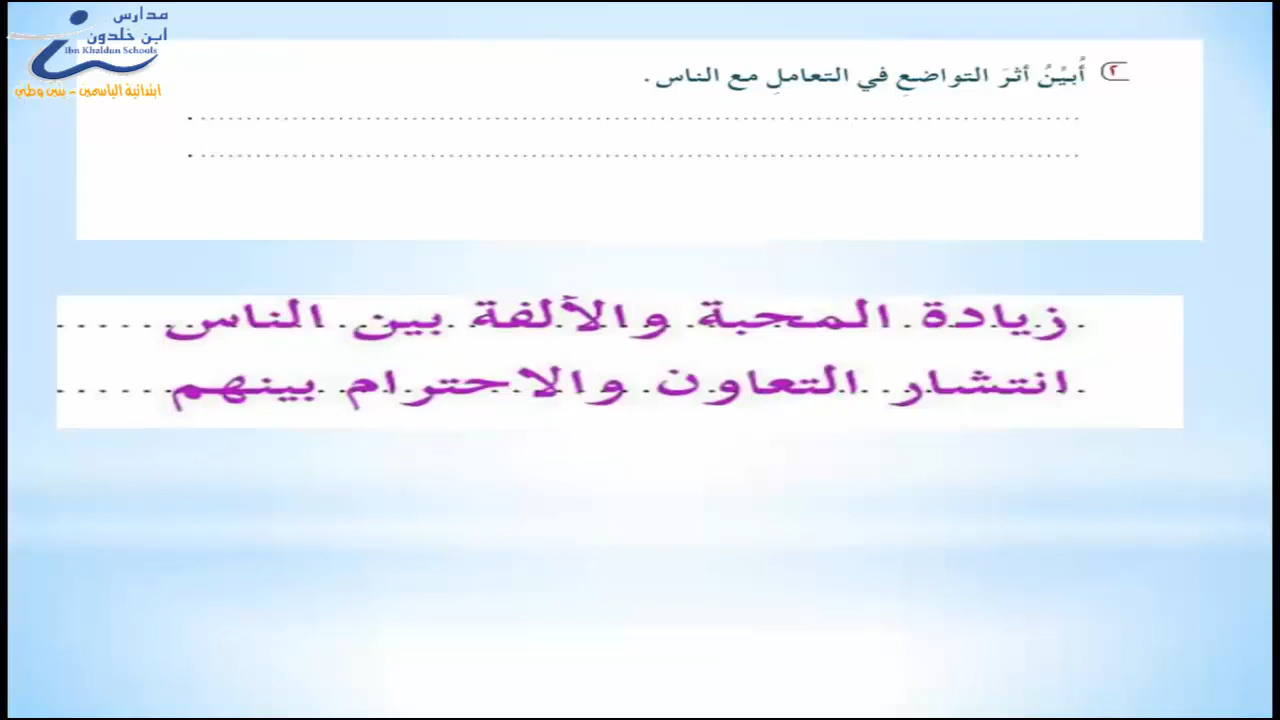 مدارس
ابن خلدون
Ibn Khaldun Schools
ابتدائية الياسمين - بنين وطني
٢ أُبيّنُ أثرَ التواضعِ في التعاملِ مع الناس .
زيادة المحبة والألفة بين الناس
انتشار التعاون والاحترام بينهم